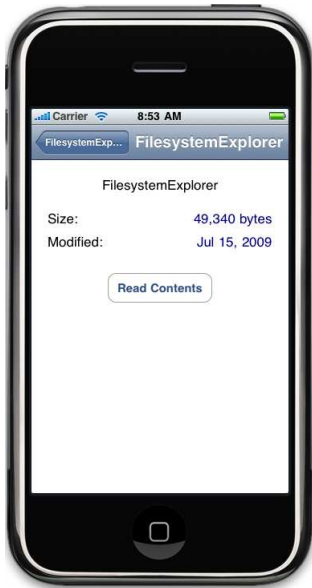 Carrier 8:53 AM
FilesystemExp... FilesystemExplorer
FilesystemExplorer
Size: 49,340 bytes
Modified: Jul 15, 2009
Read Contents